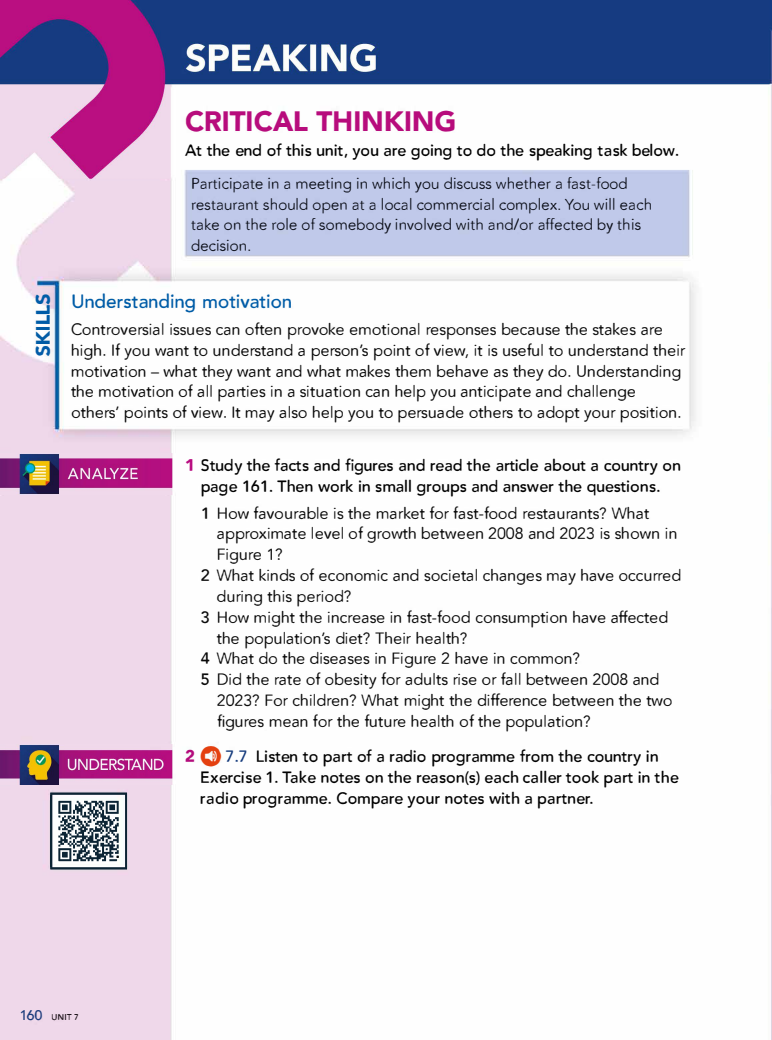 SPEAKING
CRITICAL THINKING
At the end of this unit, you are going to do the speaking task below.
Participate in a meeting in which you discuss whether a fast-food
restaurant should open at a local commercial complex. You will each
take on the role of somebody involved with and/or affected by this
decision.
SKILLS
Understanding motivation
Controversial issues can often provoke emotional responses because the stakes are
high. If you want to understand a person's point of view, it is useful to understand their
motivation – what they want and what makes them behave as they do. Understanding
the motivation of all parties in a situation can help you anticipate and challenge
others' points of view. It may also help you to persuade others to adopt your position.
ANALYZE
1 Study the facts and figures and read the article about a country on
page 161. Then work in small groups and answer the questions.
1 How favourable is the market for fast-food restaurants? What
approximate level of growth between 2008 and 2023 is shown in
Figure 1?
2 What kinds of economic and societal changes may have occurred
during this period?
3 How might the increase in fast-food consumption have affected
the population's diet? Their health?
4 What do the diseases in Figure 2 have in common?
5 Did the rate of obesity for adults rise or fall between 2008 and
2023? For children? What might the difference between the two
figures mean for the future health of the population?
UNDERSTAND
2 7.7 Listen to part of a radio programme from the country in
Exercise 1. Take notes on the reason(s) each caller took part in the
radio programme. Compare your notes with a partner.
160 UNIT 7